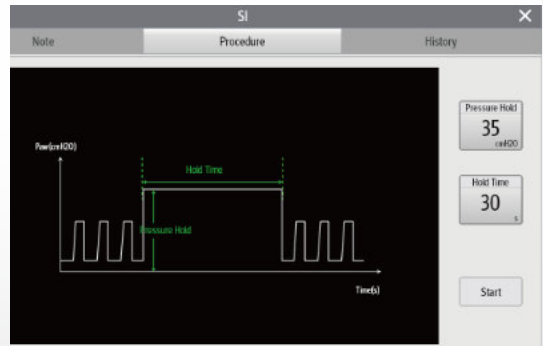 SI
Note Procedure History
Paw(cmH2O)
Hold Time
Pressure Hold
Time(s)
Pressure Hold
35
cmH2O
Hold Time
30
s
Start